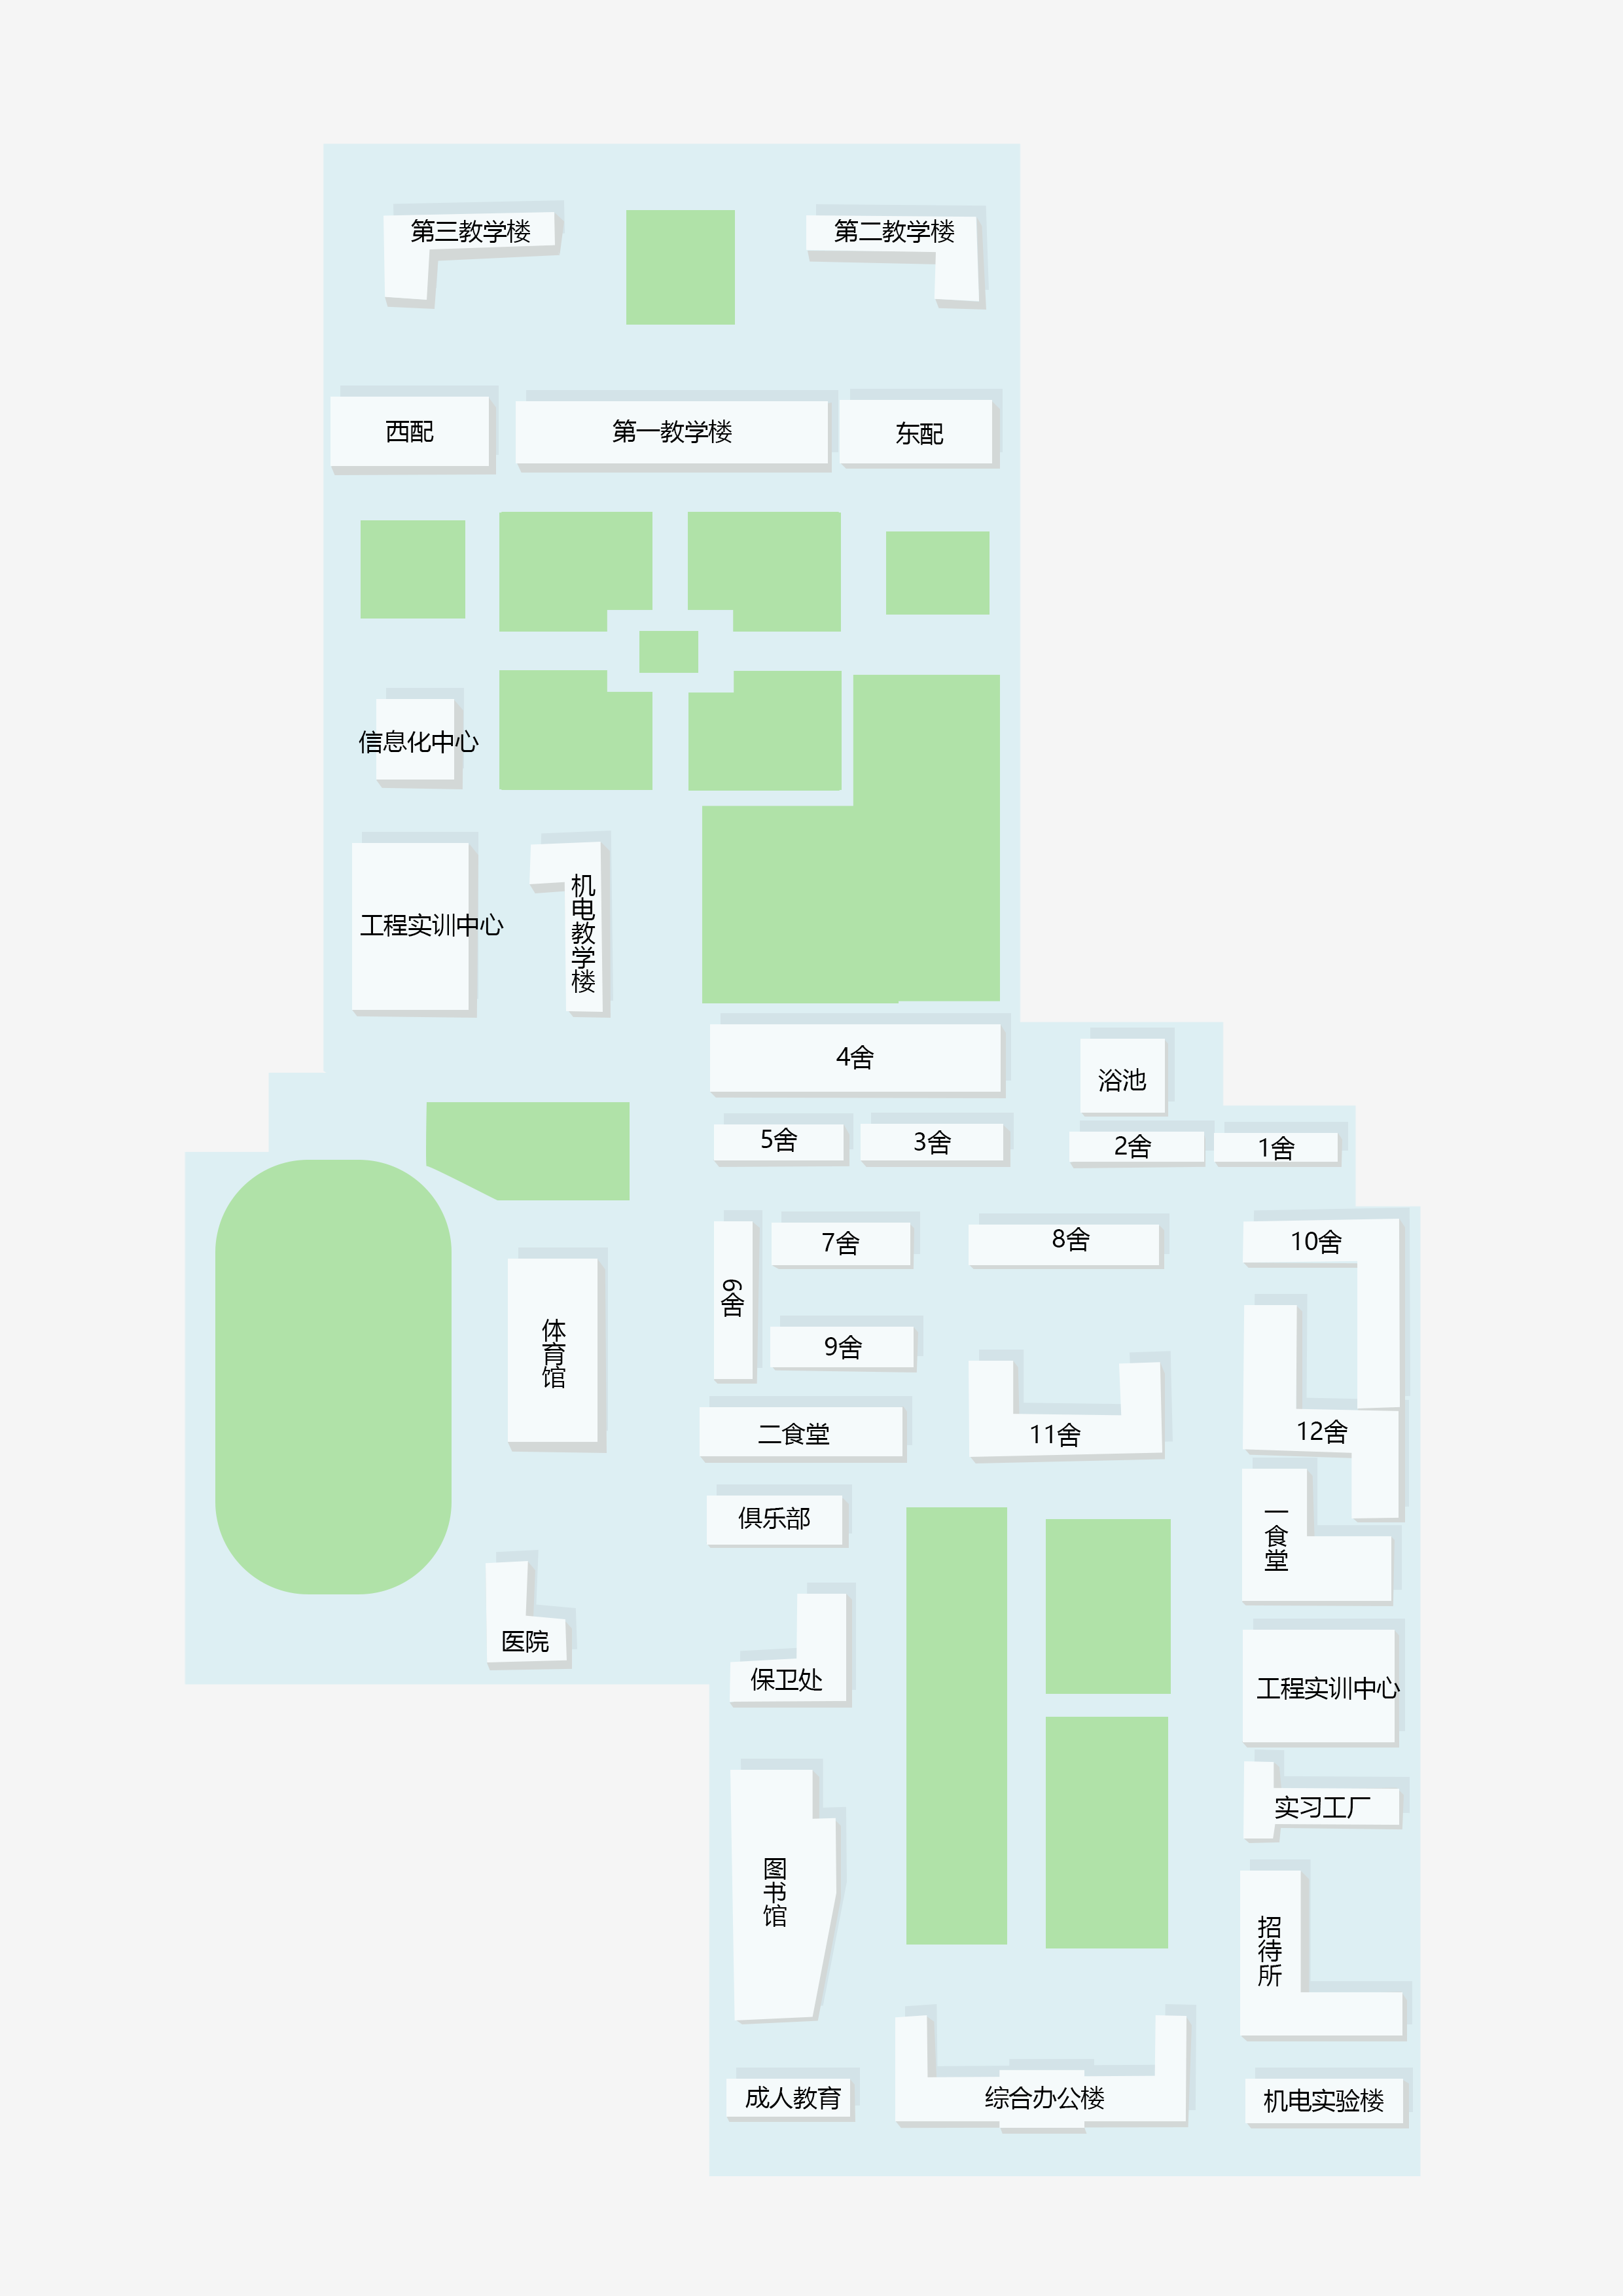 第三教学楼
第二教学楼
西配
第一教学楼
东配
信息化中心
工程实训中心
机电教学楼
4舍
浴池
5舍
3舍
2舍
1舍
6舍
7舍
8舍
10舍
体育馆
9舍
11舍
12舍
二食堂
俱乐部
一食堂
医院
保卫处
工程实训中心
实习工厂
图书馆
招待所
成人教育
综合办公楼
机电实验楼